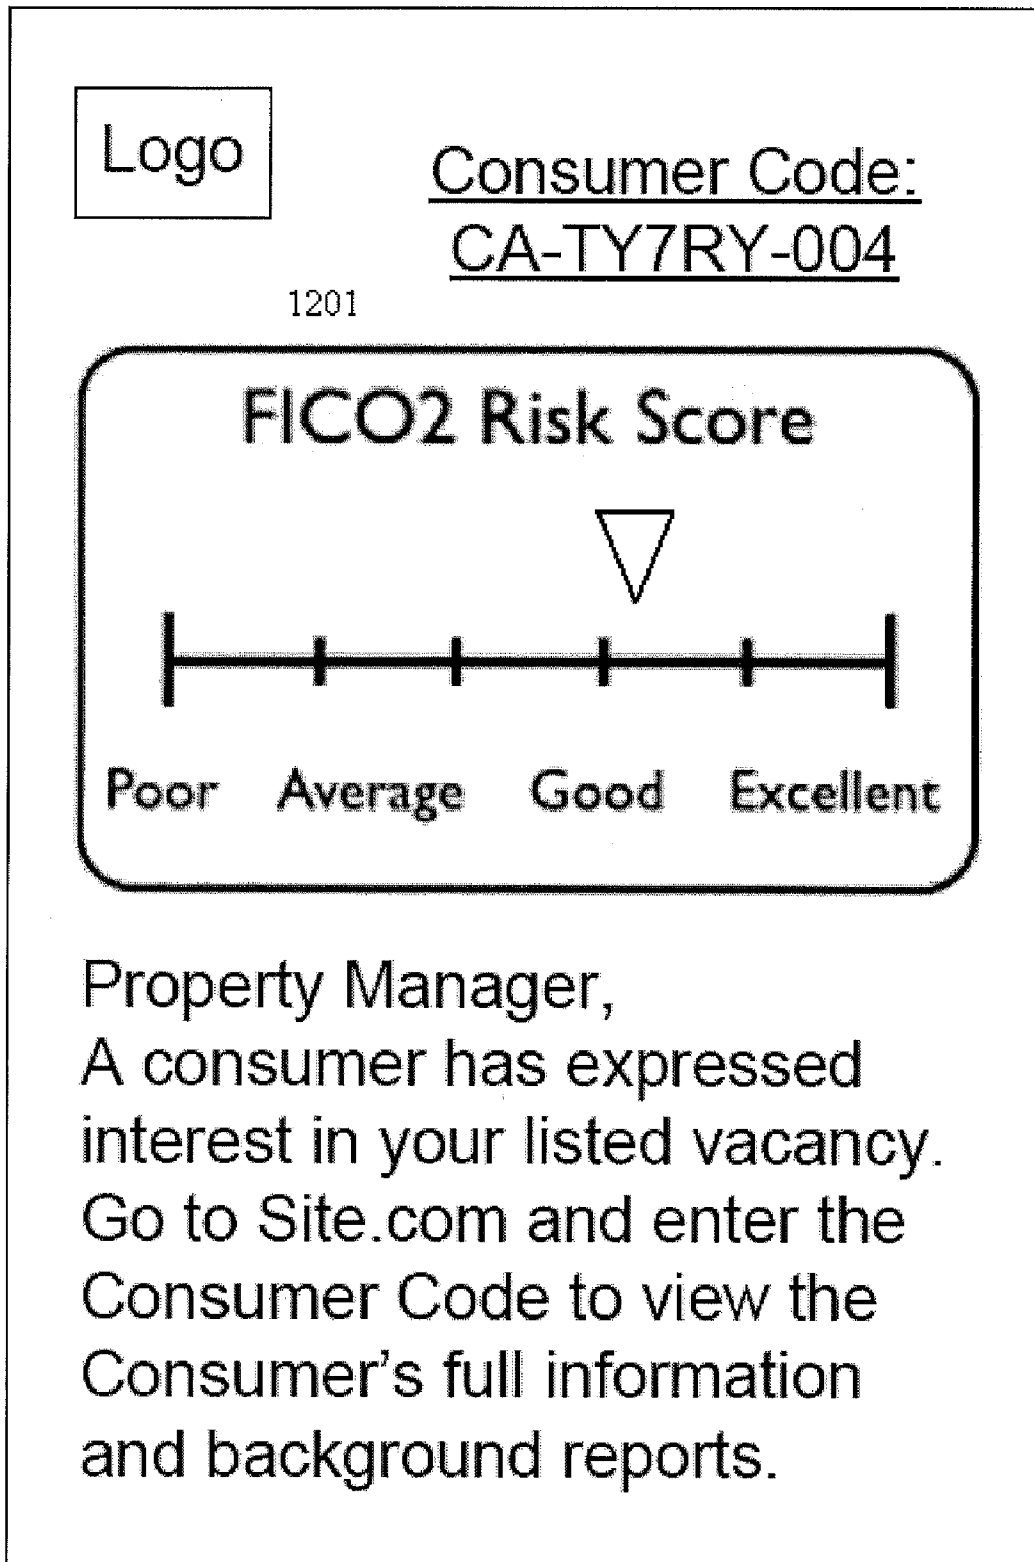 Logo
Consumer Code:
CA-TY7RY-004
1201
FICO2 Risk Score
Poor Average Good Excellent
Property Manager,
A consumer has expressed
interest in your listed vacancy.
Go to Site.com and enter the
Consumer Code to view the
Consumer's full information
and background reports.